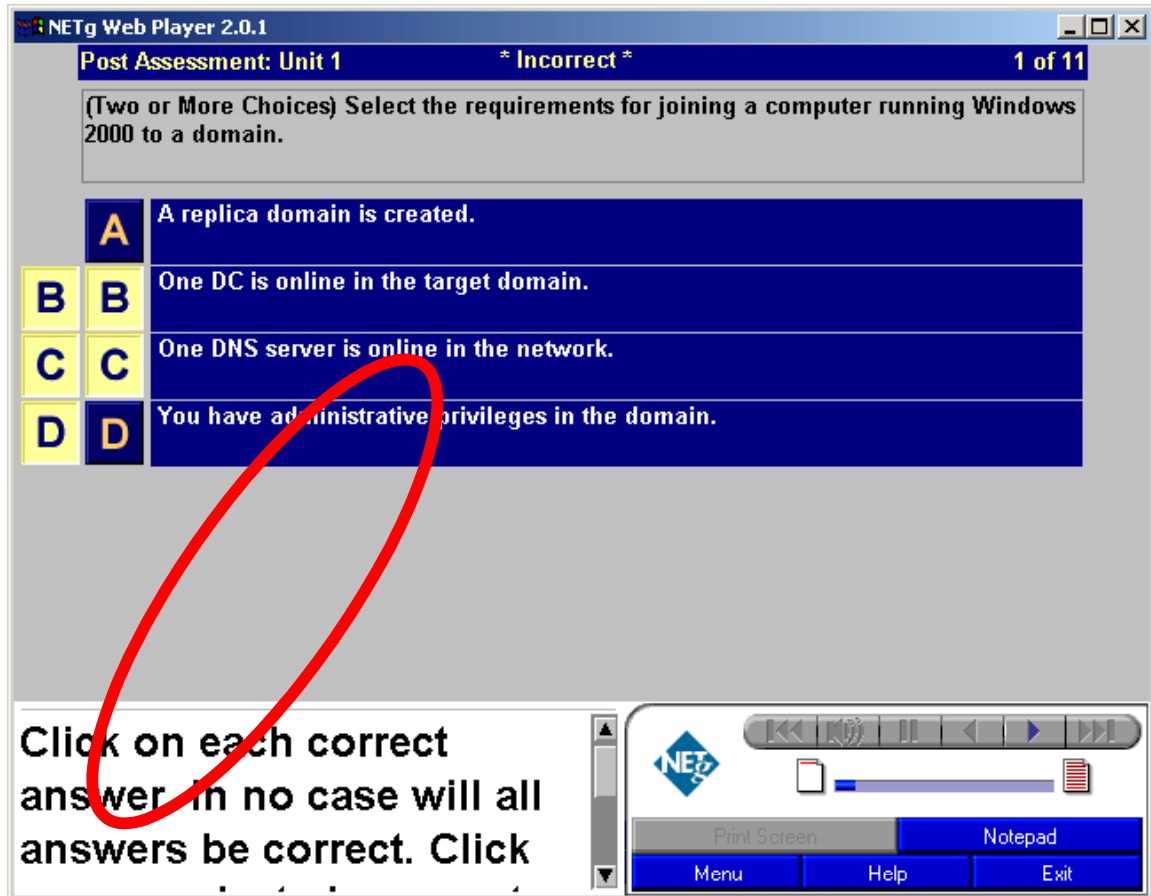 NETg Web Player 2.0.1
Post Assessment: Unit 1 * Incorrect * 1 of 11
(Two or More Choices) Select the requirements for joining a computer running Windows
2000 to a domain.
A A replica domain is created.
B B One DC is online in the target domain.
C C One DNS server is online in the network.
D D You have administrative privileges in the domain.
Click on each correct
answer. In no case will all
answers be correct. Click
NETg
Print Screen Notepad
Menu Help Exit